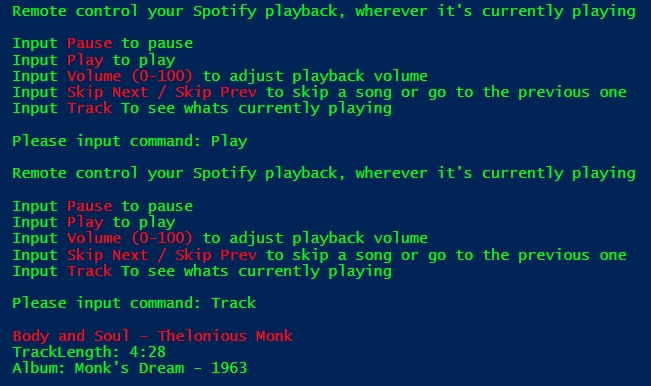 Remote control your Spotify playback, wherever it's currently playing
Input Pause to pause
Input Play to play
Input Volume (0-100) to adjust playback volume
Input Skip Next / Skip Prev to skip a song or go to the previous one
Input Track To see whats currently playing
Please input command: Play
Remote control your Spotify playback, wherever it's currently playing
Input Pause to pause
Input Play to play
Input Volume (0-100) to adjust playback volume
Input Skip Next / Skip Prev to skip a song or go to the previous one
Input Track To see whats currently playing
Please input command: Track
Body and Soul - Thelonious Monk
TrackLength: 4:28
Album: Monk's Dream - 1963